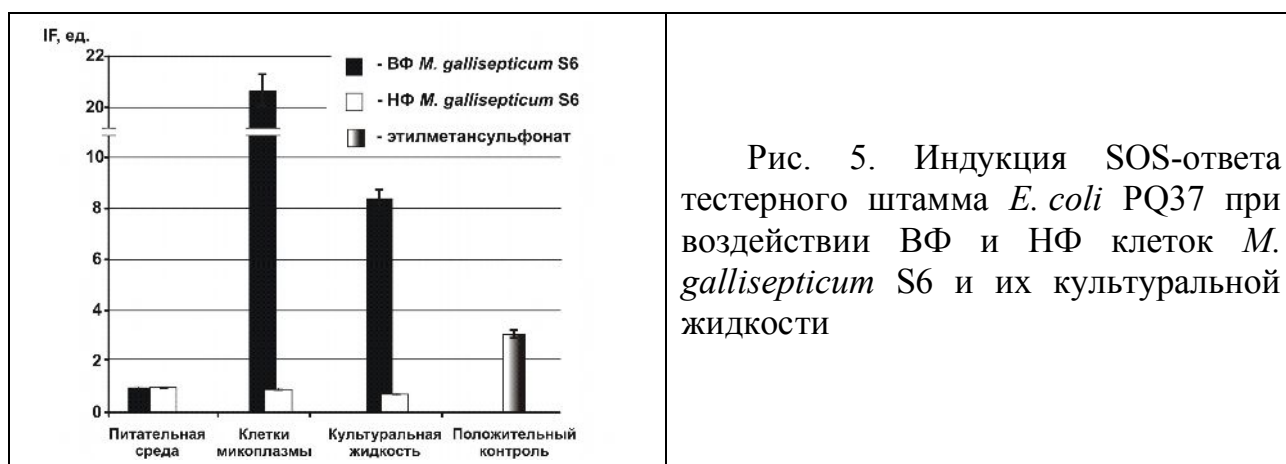 IF, ед.
22
20
10
8
6
4
2
0
- ВФ M. gallisepticum S6
- НФ M. gallisepticum S6
- этилметансульфонат
Питательная
среда
Клетки
микоплазмы
Культуральная
жидкость
Положительный
контроль
Рис. 5. Индукция SOS-ответа
тестерного штамма E. coli PQ37 при
воздействии ВФ и НФ клеток M.
gallisepticum S6 и их культуральной
жидкости